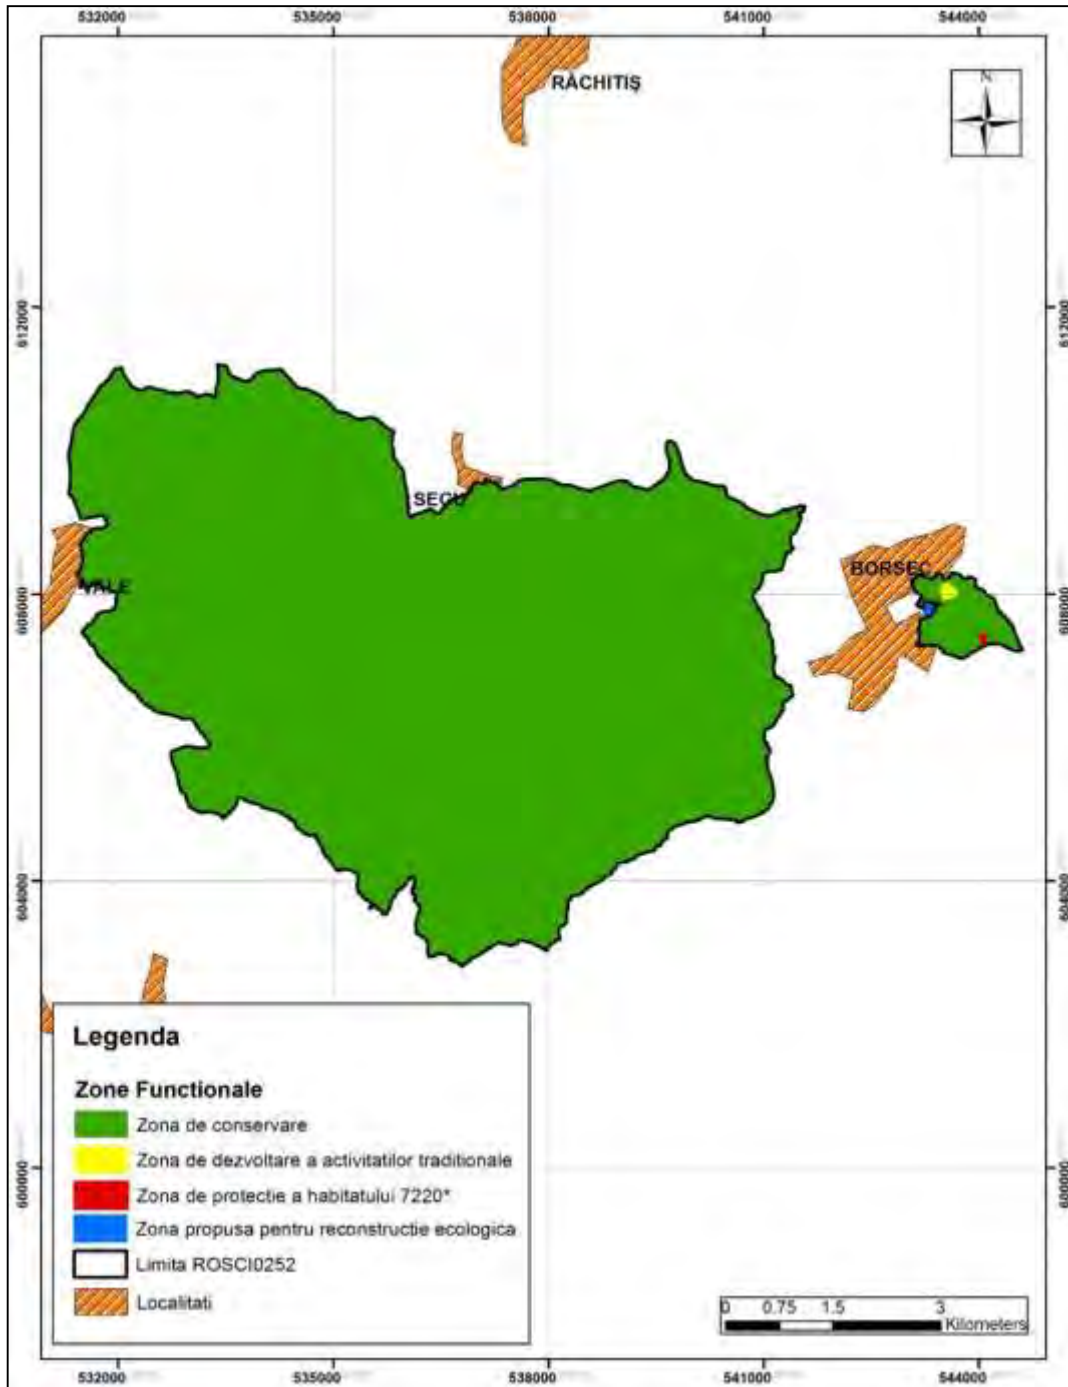 532000 535000 538000 541000 544000
RĂCHITIȘ
N
612000 612000
SECU
BORSEC
VALE
608000 608000
604000 604000
Legenda
Zone Functionale
Zona de conservare
Zona de dezvoltare a activitatilor traditionale
600000 600000
Zona de protectie a habitatului 7220*
Zona propusa pentru reconstructie ecologica
Limita ROSCI0252
Localitati
0 0.75 1.5 3
Kilometers
532000 535000 538000 541000 544000